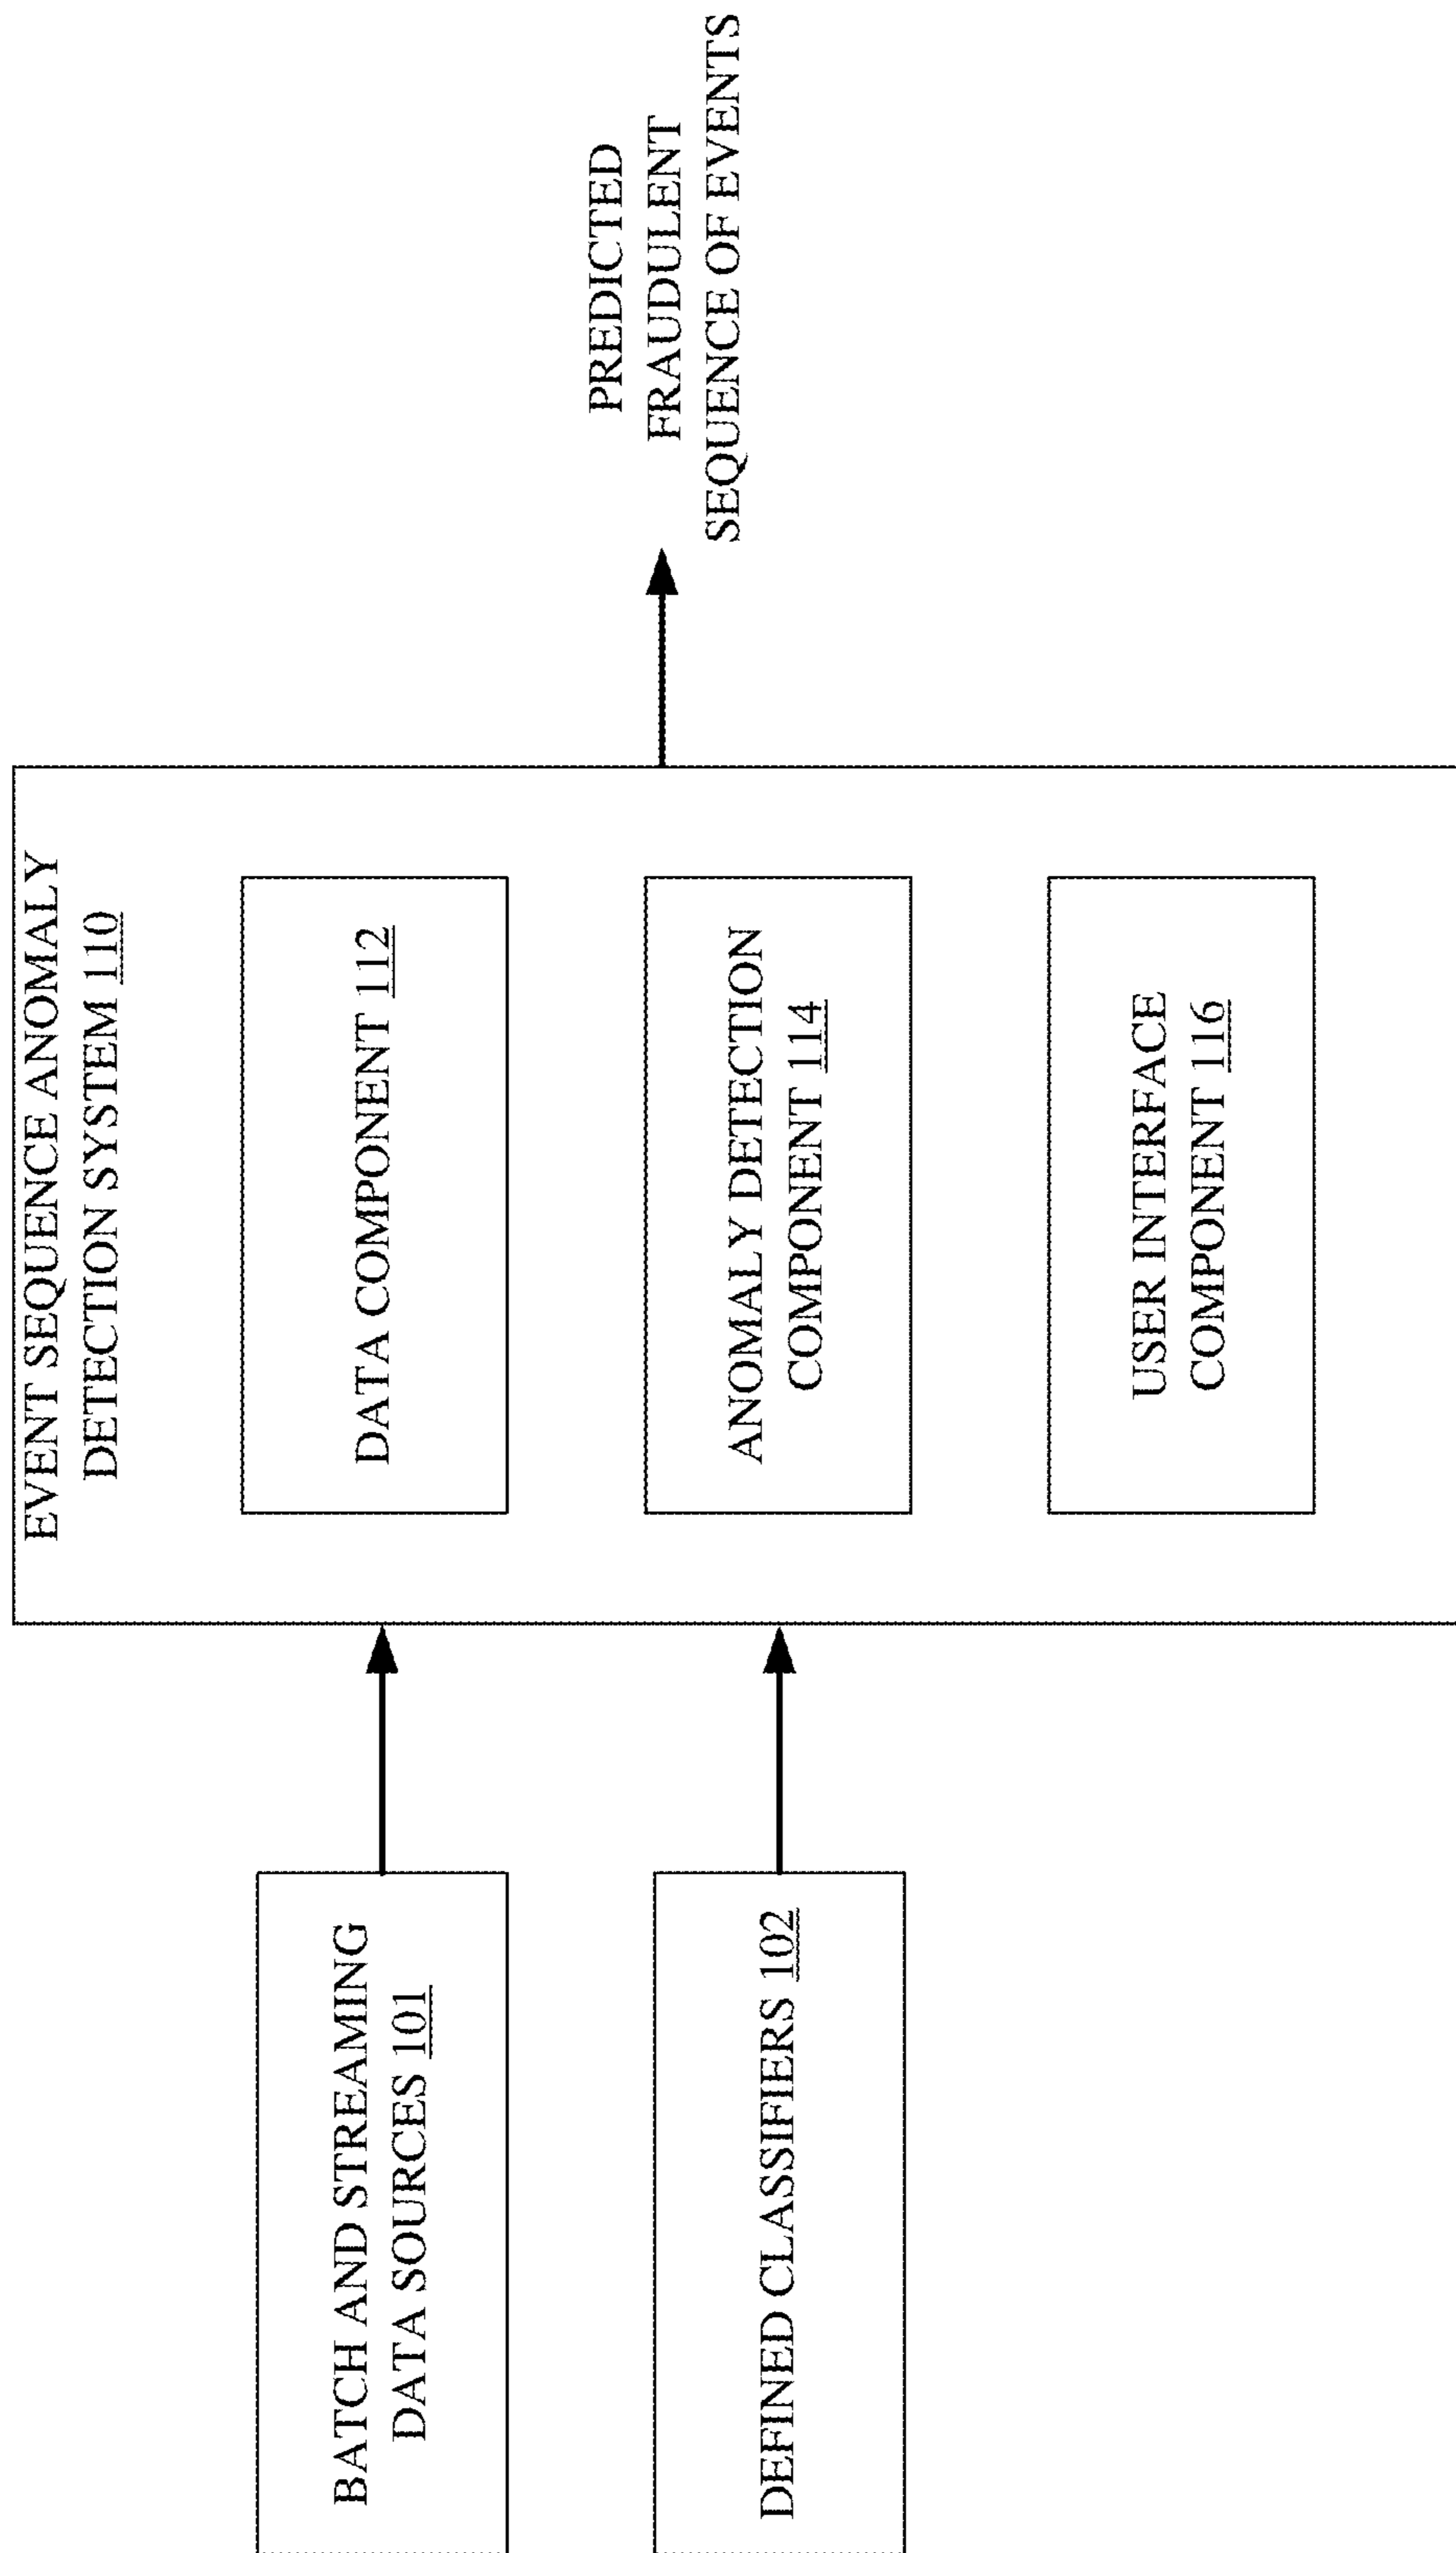 BATCH AND STREAMING
DATA SOURCES 101
DEFINED CLASSIFIERS 102
EVENT SEQUENCE ANOMALY
DETECTION SYSTEM 110
DATA COMPONENT 112
ANOMALY DETECTION
COMPONENT 114
USER INTERFACE
COMPONENT 116
PREDICTED
FRAUDULENT
SEQUENCE OF EVENTS